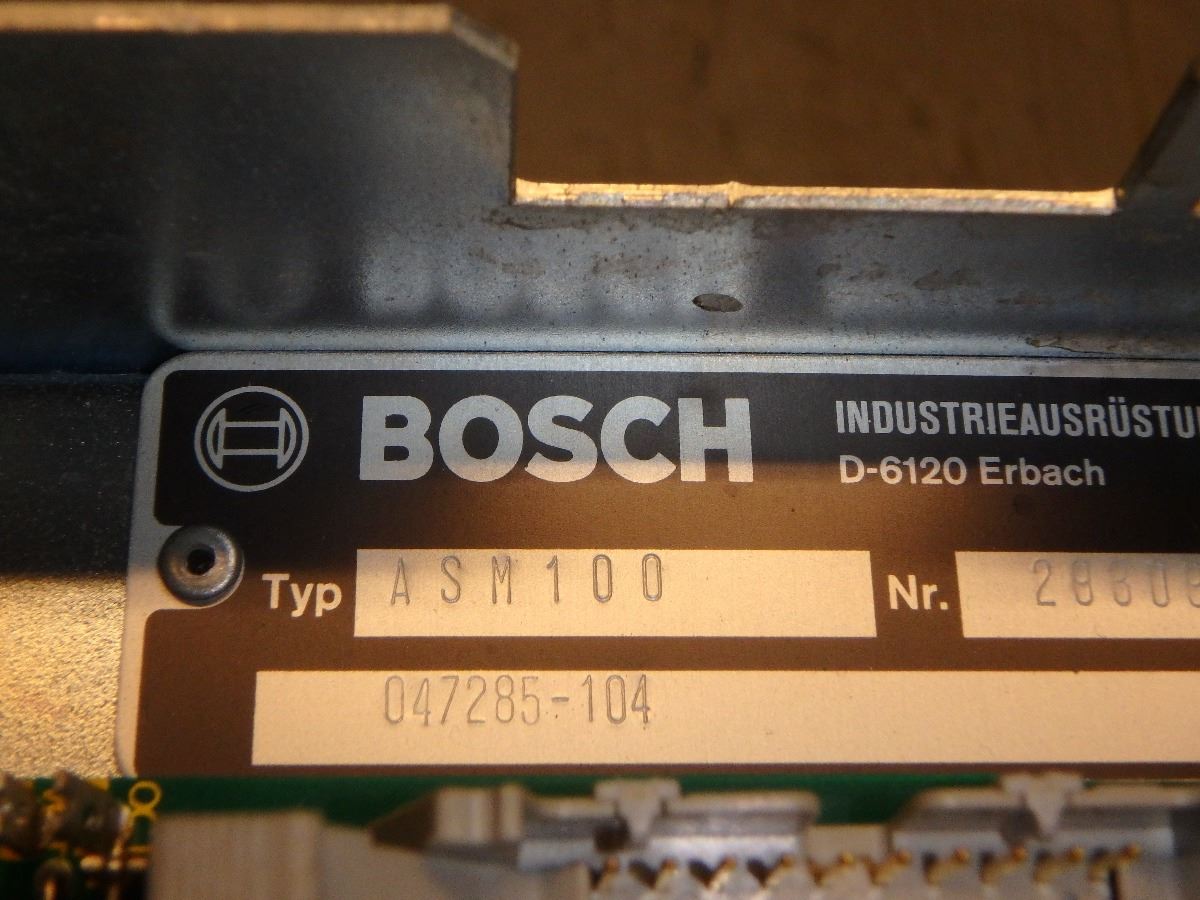 BOSCH INDUSTRIEAUSRÜSTU
D-6120 Erbach
Typ ASM100 Nr.
047285-104